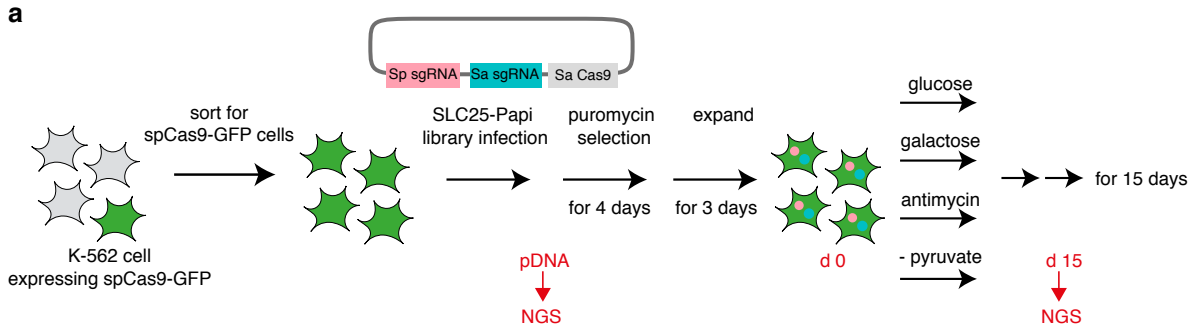 a
Sp sgRNA
Sa sgRNA
Sa Cas9
sort for
spCas9-GFP cells
SLC25-Papi
library infection
puromycin
selection
expand
for 4 days
for 3 days
K-562 cell
expressing spCas9-GFP
pDNA
NGS
d 0
glucose
galactose
antimycin
- pyruvate
for 15 days
d 15
NGS